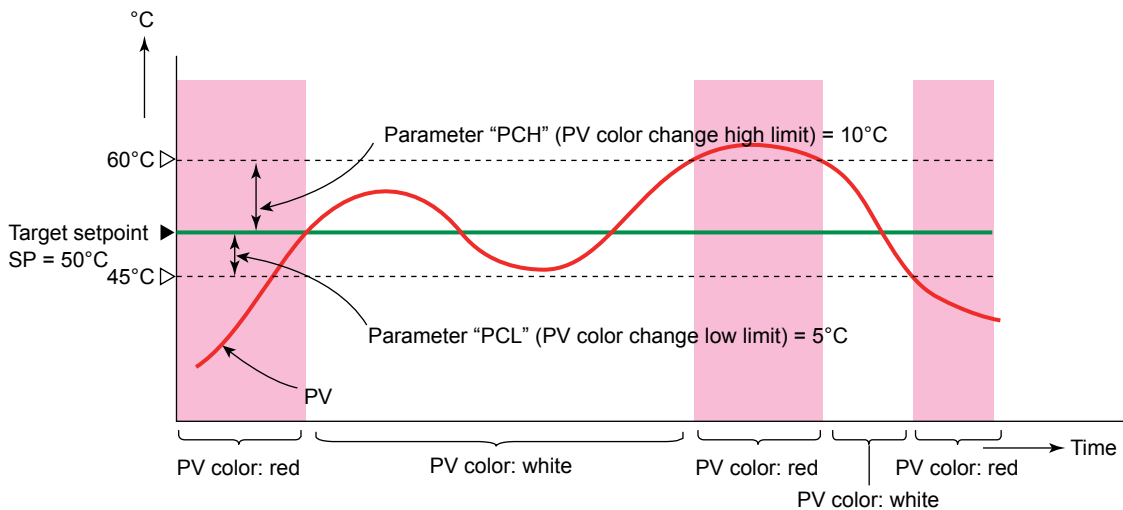 °C
Parameter “PCH” (PV color change high limit) = 10°C
60°C
Target setpoint
SP = 50°C
45°C
Parameter “PCL” (PV color change low limit) = 5°C
PV
Time
PV color: red
PV color: white
PV color: red
PV color: red
PV color: white